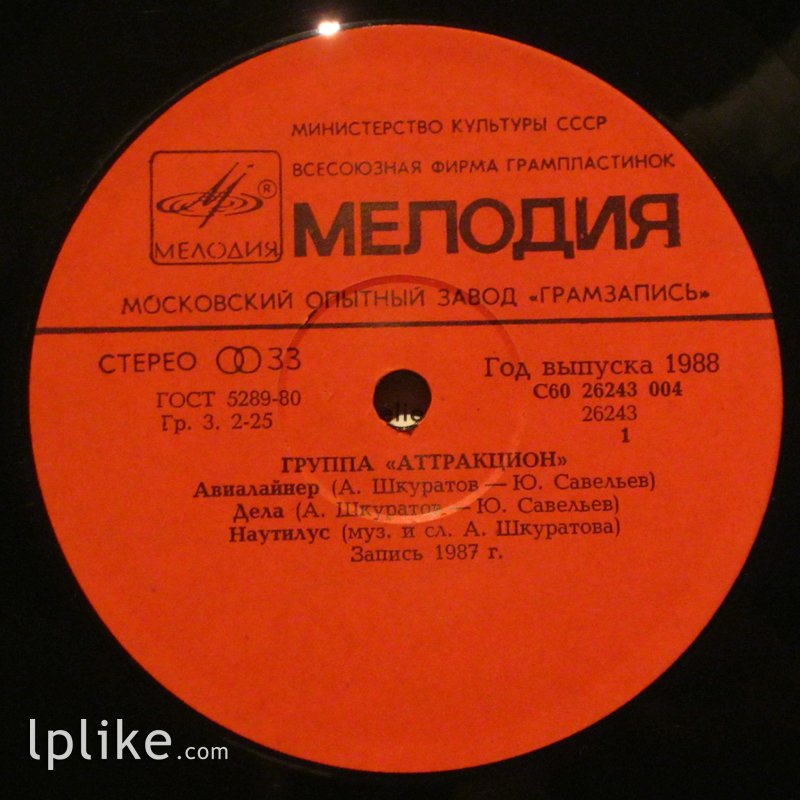 МИНИСТЕРСТВО КУЛЬТУРЫ СССР
ВСЕСОЮЗНАЯ ФИРМА ГРАМПЛАСТИНОК
МЕЛОДИЯ ®
МЕЛОДИЯ
МОСКОВСКИЙ ОПЫТНЫЙ ЗАВОД «ГРАМЗАПИСЬ»
СТЕРЕО 33
Год выпуска 1988
ГОСТ 5289-80
С60 26243 004
Гр. 3. 2-25
26243
1
ГРУППА «АТТРАКЦИОН»
Авиалайнер (А. Шкуратов — Ю. Савельев)
Дела (А. Шкуратов — Ю. Савельев)
Наутилус (муз. и сл. А. Шкуратова)
Запись 1987 г.
lplike.com